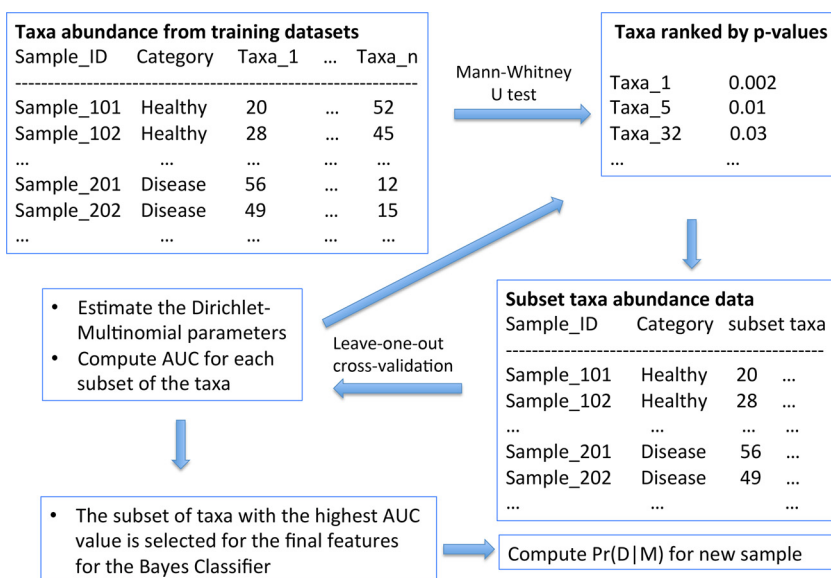 Taxa abundance from training datasets
Sample_ID Category Taxa_1 ... Taxa_n
--------------------------------------------------------------
Sample_101 Healthy 20 ... 52
Sample_102 Healthy 28 ... 45
... ... ... ... ...
Sample_201 Disease 56 ... 12
Sample_202 Disease 49 ... 15
... ... ... ... ...
Mann-Whitney
U test
Taxa ranked by p-values
Taxa_1 0.002
Taxa_5 0.01
Taxa_32 0.03
... ...
Subset taxa abundance data
Sample_ID Category subset taxa
-------------------------------------------------
Sample_101 Healthy 20 ...
Sample_102 Healthy 28 ...
... ... ... ...
Sample_201 Disease 56 ...
Sample_202 Disease 49 ...
... ... ...
Leave-one-out
cross-validation
• Estimate the Dirichlet-
Multinomial parameters
• Compute AUC for each
subset of the taxa
• The subset of taxa with the highest AUC
value is selected for the final features
for the Bayes Classifier
Compute Pr(D|M) for new sample